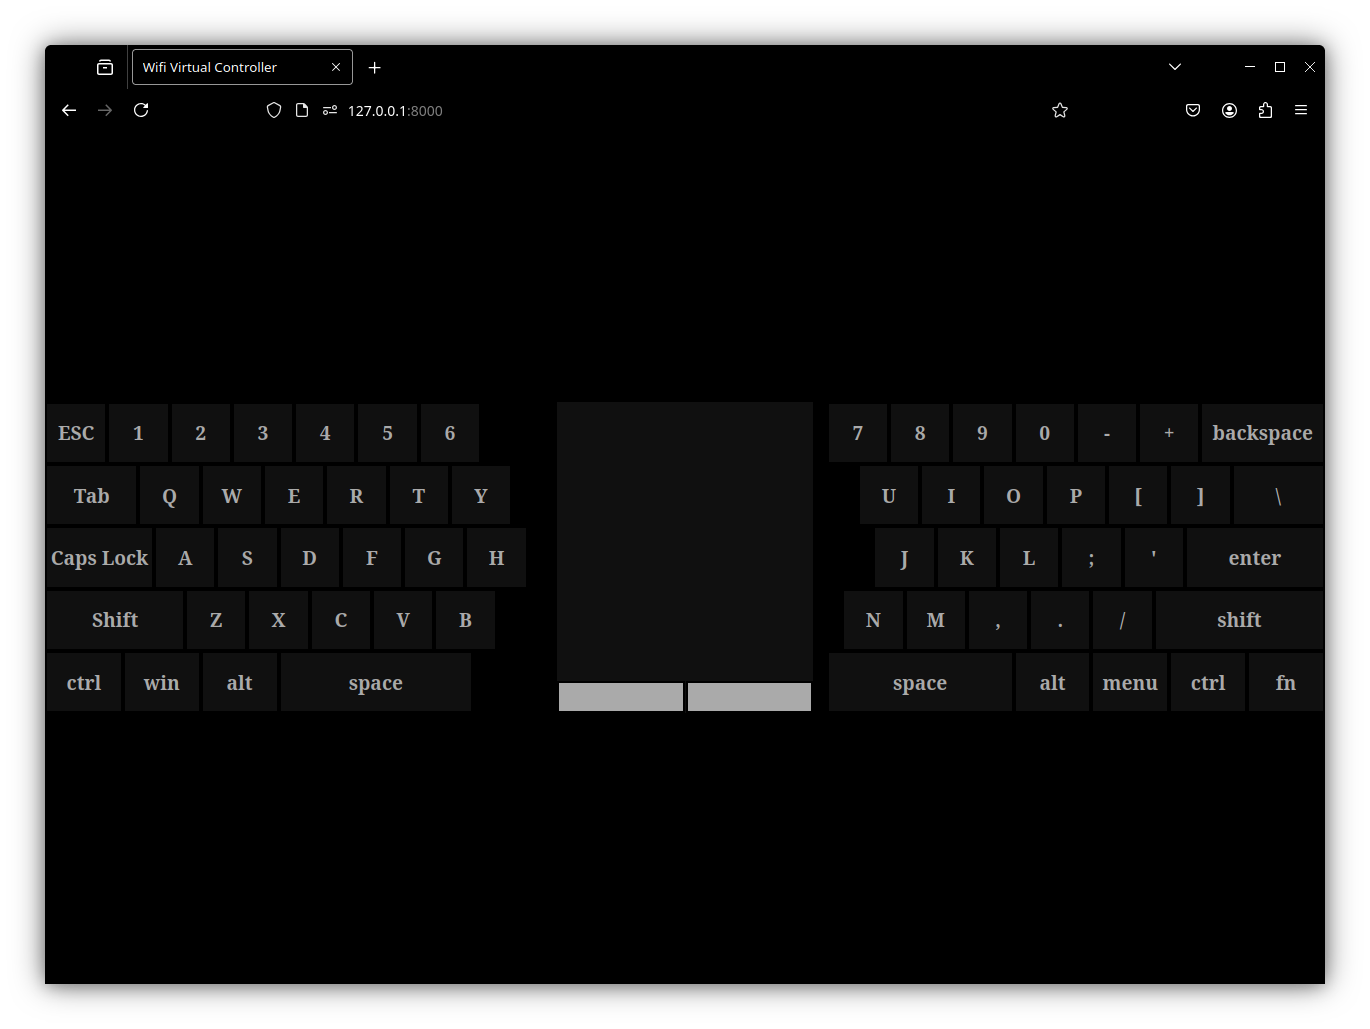 Wifi Virtual Controller
127.0.0.1:8000
ESC 1 2 3 4 5 6 7 8 9 0 - + backspace
Tab Q W E R T Y U I O P [ ] \
Caps Lock A S D F G H J K L ; ' enter
Shift Z X C V B N M , . / shift
ctrl win alt space space alt menu ctrl fn